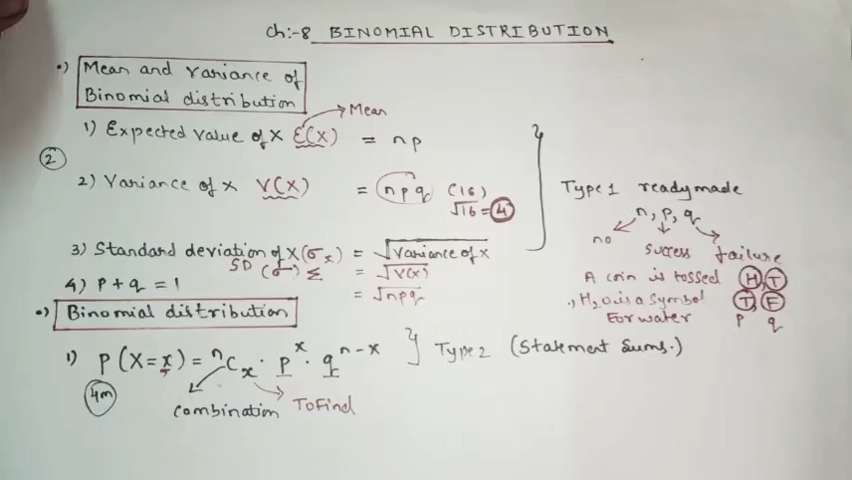 Ch:-8 BINOMIAL DISTRIBUTION
•) Mean and variance of
Binomial distribution
→ Mean
1) Expected value of X E(X) = np
2
2) Variance of x V(X) = npq (16)
√16 = 4
Type 1 readymade
n, p, q
no success failure
3) Standard deviation of X (σx) = √Variance of x
SD (σ) Σ = √V(x)
= √npq
4) P + q = 1
A coin is tossed H, T
H2O is a symbol T, F
For water p q
•) Binomial distribution
1) P(X = x) = ⁿCₓ · pˣ · qⁿ⁻ˣ } Type 2 (Statement Sums.)
4m
Combination To Find